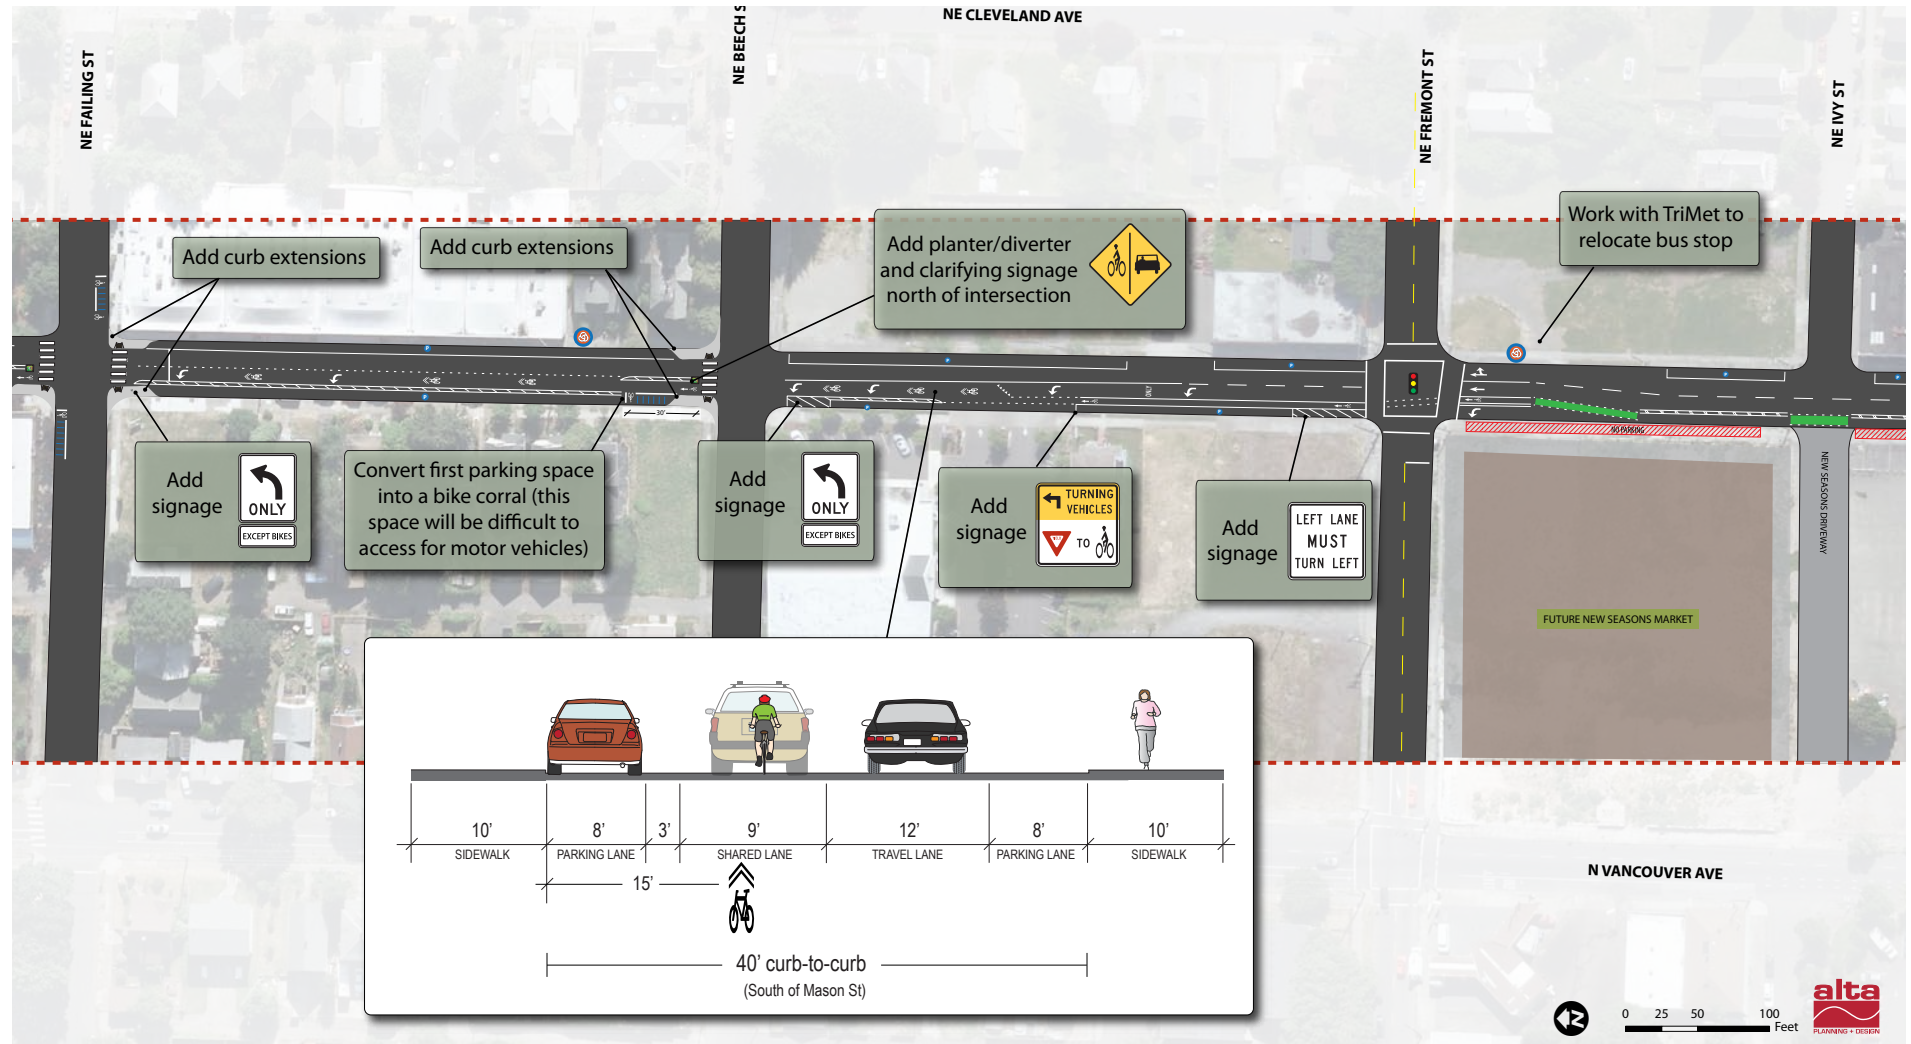 NE CLEVELAND AVE
NE FAILING ST
NE BEECH S
NE FREMONT ST
NE IVY ST
Add curb extensions
Add curb extensions
Add planter/diverter
and clarifying signage
north of intersection
Work with TriMet to
relocate bus stop
30'
ONLY
NO PARKING
Add
signage
ONLY
EXCEPT BIKES
Convert first parking space
into a bike corral (this
space will be difficult to
access for motor vehicles)
Add
signage
ONLY
EXCEPT BIKES
Add
signage
TURNING
VEHICLES
TO
Add
signage
LEFT LANE
MUST
TURN LEFT
NEW SEASONS DRIVEWAY
FUTURE NEW SEASONS MARKET
10’ 8’ 3’ 9’ 12’ 8’ 10’
SIDEWALK PARKING LANE SHARED LANE TRAVEL LANE PARKING LANE SIDEWALK
15’
40’ curb-to-curb
(South of Mason St)
N VANCOUVER AVE
Z
0 25 50 100
Feet
alta
PLANNING + DESIGN